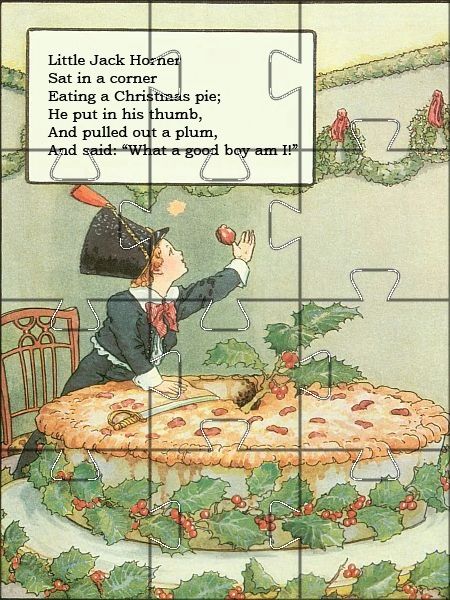 Little Jack Horner
Sat in a corner
Eating a Christmas pie;
He put in his thumb,
And pulled out a plum,
And said: “What a good boy am I!”